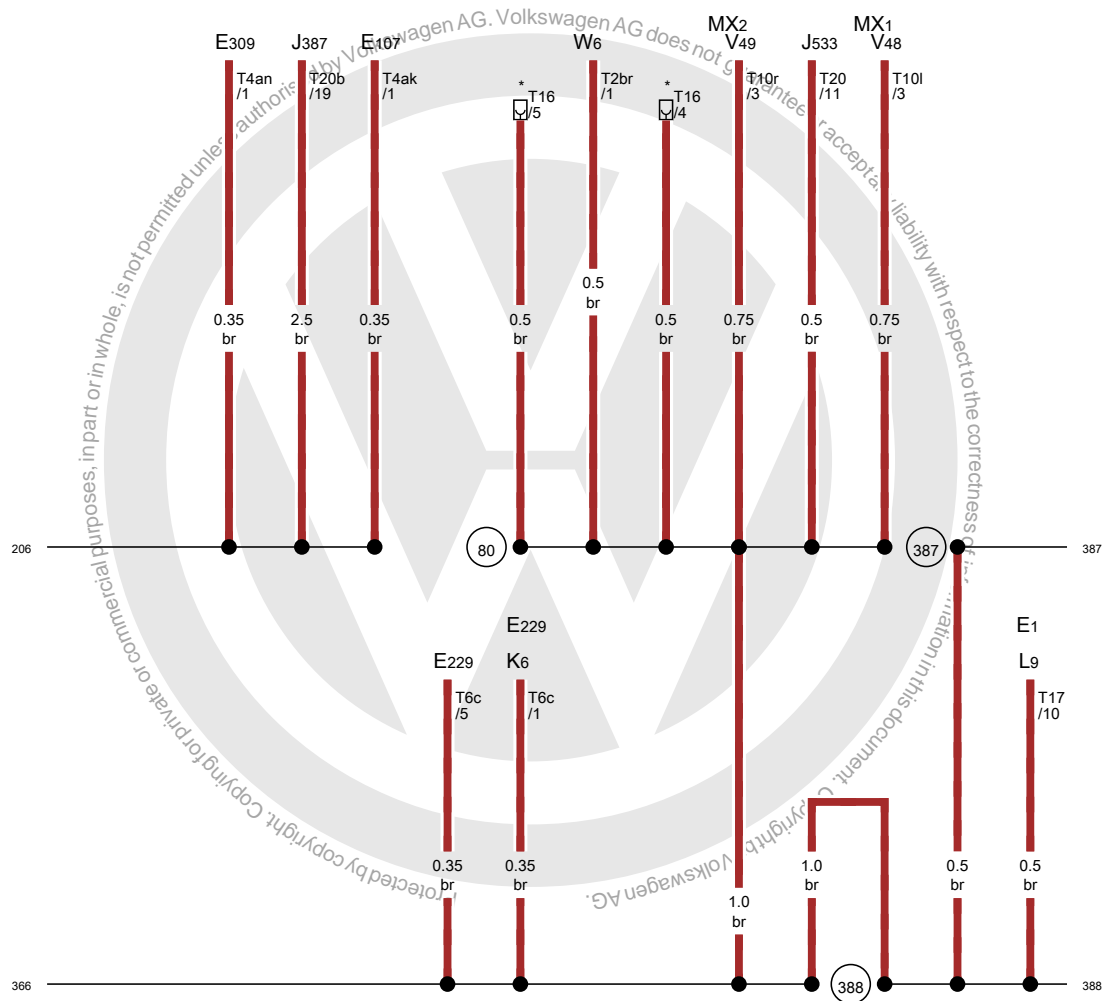 E309 J387 E107 W6 MX2 V49 J533 MX1 V48
T4an /1
T20b /19
T4ak /1
* T16 /5
T2br /1
* T16 /4
T10r /3
T20 /11
T10l /3
0.5 br
0.35 br
2.5 br
0.35 br
0.5 br
0.5 br
0.75 br
0.5 br
0.75 br
206 80 387 387
E229
E229 K6
E1 L9
T6c /5
T6c /1
T17 /10
0.35 br
0.35 br
1.0 br
1.0 br
0.5 br
0.5 br
366 388 388
Protected by copyright. Copying for private or commercial purposes, in part or in whole, is not permitted unless authorised by Volkswagen AG. Volkswagen AG does not guarantee or accept any liability with respect to the correctness of information in this document. Copyright by Volkswagen AG.